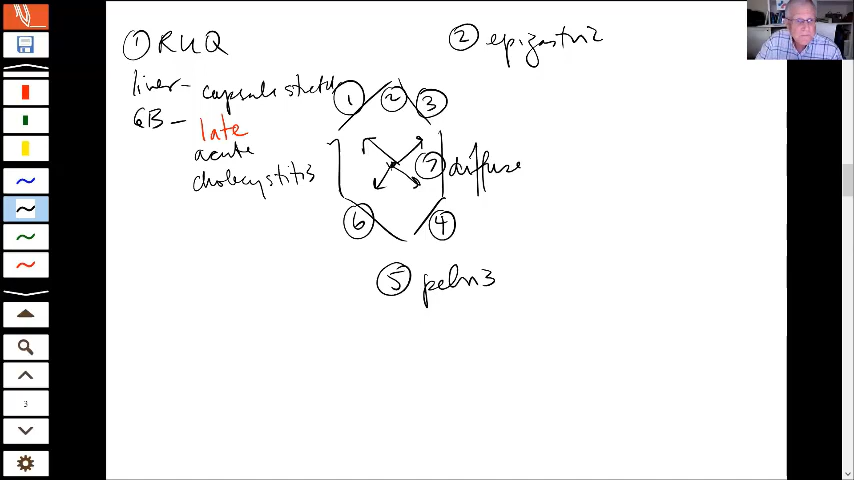 ① RUQ
② epigastric
liver - capsule stretch
GB - late
acute
cholecystitis
① ② ③
⑦ diffuse
⑥ ④
⑤ pelvis
3